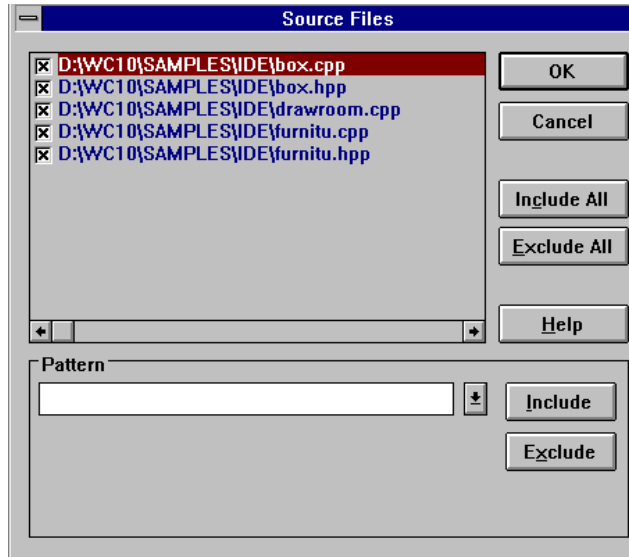 Source Files
D:\WC10\SAMPLES\IDE\box.cpp
D:\WC10\SAMPLES\IDE\box.hpp
D:\WC10\SAMPLES\IDE\drawroom.cpp
D:\WC10\SAMPLES\IDE\furnitu.cpp
D:\WC10\SAMPLES\IDE\furnitu.hpp
OK
Cancel
Include All
Exclude All
Help
Pattern
Include
Exclude